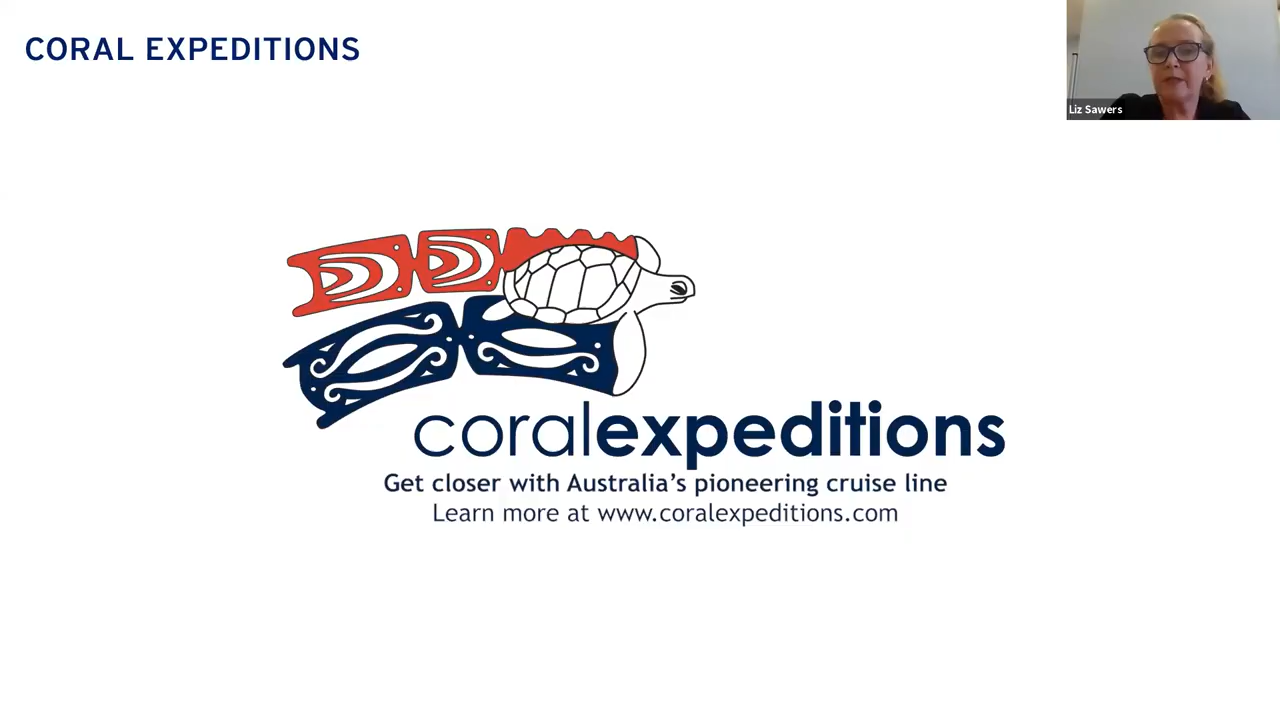 CORAL EXPEDITIONS
Liz Sawers
coralexpeditions
Get closer with Australia's pioneering cruise line
Learn more at www.coralexpeditions.com